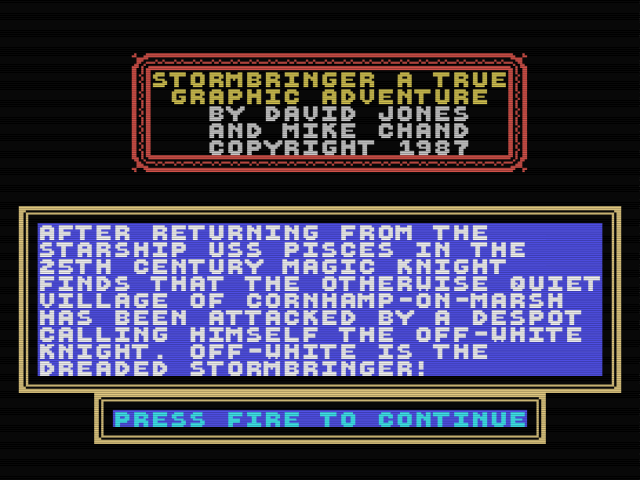 STORMBRINGER A TRUE
GRAPHIC ADVENTURE
BY DAVID JONES
AND MIKE CHAND
COPYRIGHT 1987
AFTER RETURNING FROM THE
STARSHIP USS PISCES IN THE
25TH CENTURY MAGIC KNIGHT
FINDS THAT THE OTHERWISE QUIET
VILLAGE OF CORNHAMP-ON-MARSH
HAS BEEN ATTACKED BY A DESPOT
CALLING HIMSELF THE OFF-WHITE
KNIGHT. OFF-WHITE IS THE
DREADED STORMBRINGER!
PRESS FIRE TO CONTINUE